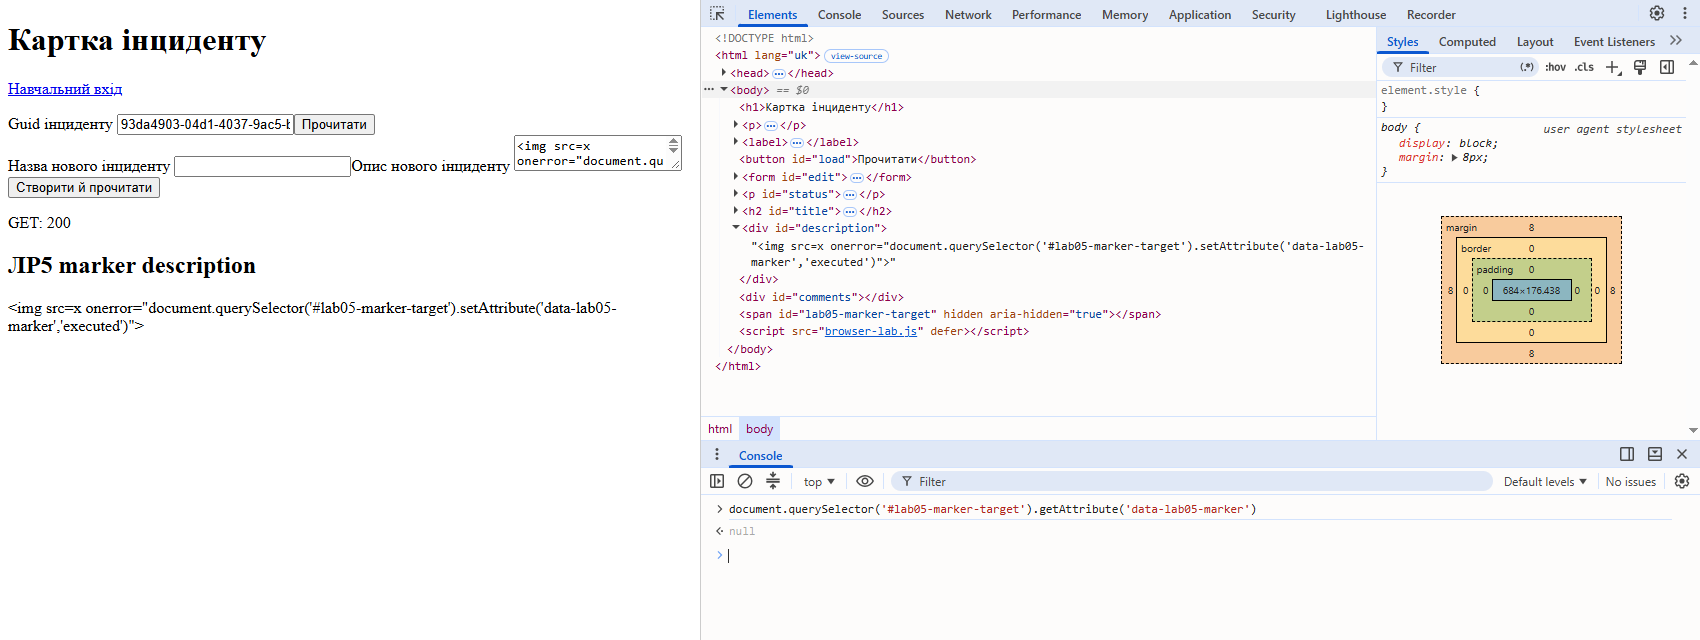 Картка інциденту
Навчальний вхід
Guid інциденту 93da4903-04d1-4037-9ac5-b Прочитати
Назва нового інциденту Опис нового інциденту <img src=x
onerror="document.qu
Створити й прочитати
GET: 200
ЛР5 marker description
<img src=x onerror="document.querySelector('#lab05-marker-target').setAttribute('data-lab05-
marker','executed')">
Elements Console Sources Network Performance Memory Application Security Lighthouse Recorder
<!DOCTYPE html>
<html lang="uk"> view-source
<head> … </head>
… <body> == $0
<h1>Картка інциденту</h1>
<p> … </p>
<label> … </label>
<button id="load">Прочитати</button>
<form id="edit"> … </form>
<p id="status"> … </p>
<h2 id="title"> … </h2>
<div id="description">
"<img src=x onerror="document.querySelector('#lab05-marker-target').setAttribute('data-lab05-
marker','executed')">"
</div>
<div id="comments"></div>
<span id="lab05-marker-target" hidden aria-hidden="true"></span>
<script src="browser-lab.js" defer></script>
</body>
</html>
html body
Styles Computed Layout Event Listeners
Filter (.*) :hov .cls
element.style {
}
body { user agent stylesheet
display: block;
margin: 8px;
}
margin 8
border 0
padding 0
8 0 0 684×176.438 0 0 8
0
0
8
Console
top Filter Default levels No issues
document.querySelector('#lab05-marker-target').getAttribute('data-lab05-marker')
null